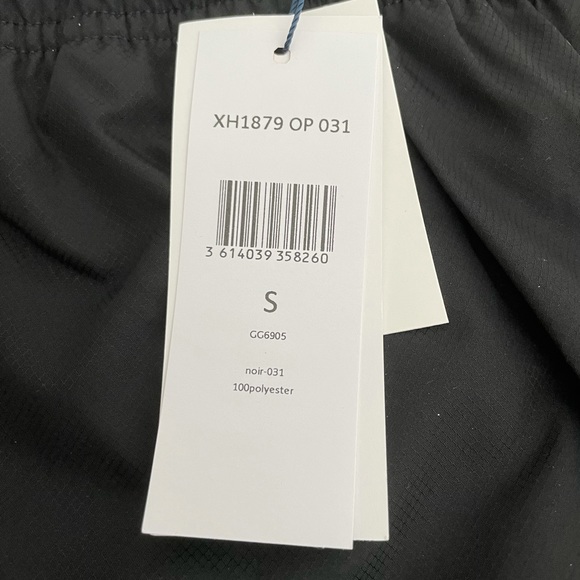 XH1879 OP 031
3 614039 358260
S
GG6905
noir-031
100polyester